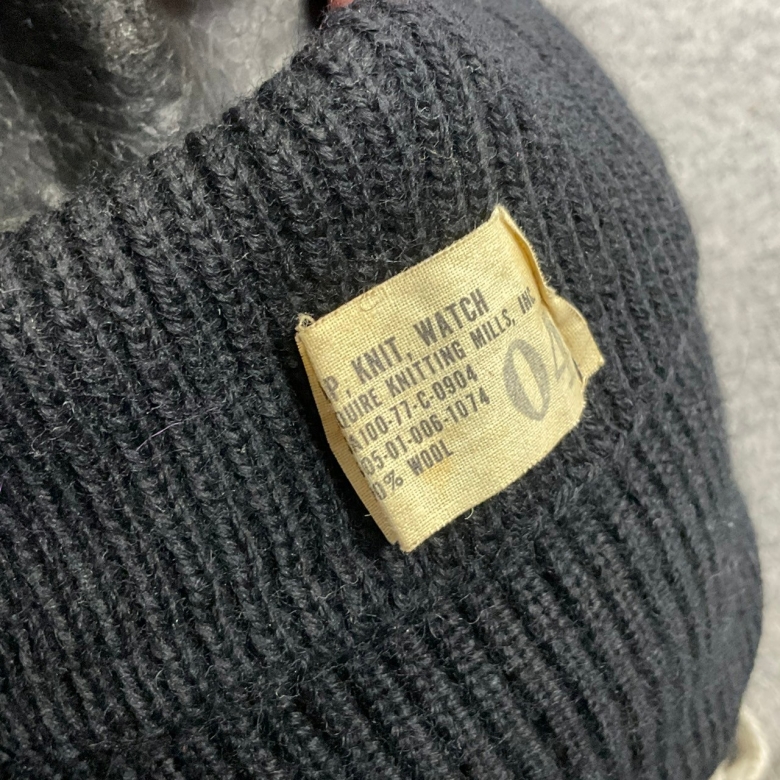 P, KNIT, WATCH
QUIRE KNITTING MILLS, INC
A100-77-C-0904
05-01-006-1074
0% WOOL
04